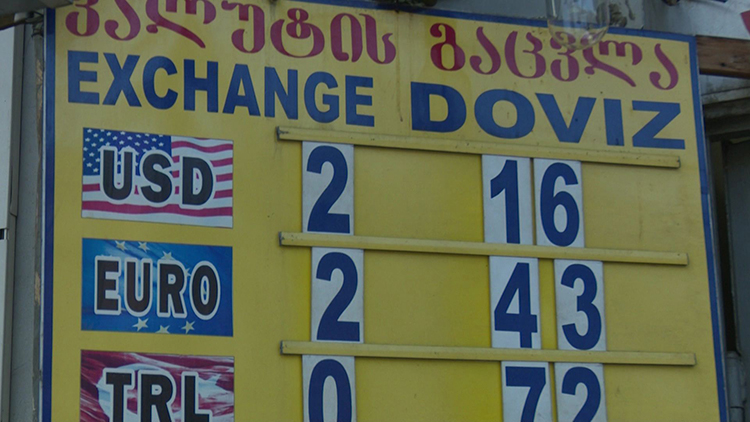 ვალუტის გაცვლა
EXCHANGE DOVIZ
USD 2 16
EURO 2 43
TRL 0 72